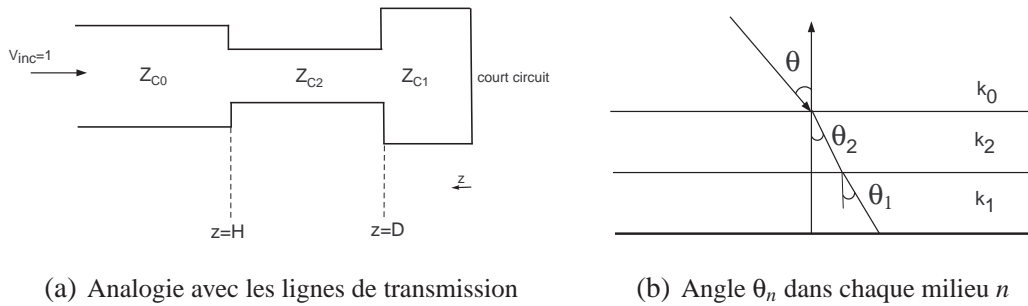 V_inc=1
Z_C0
Z_C2
Z_C1
court circuit
z
z=H
z=D
(a) Analogie avec les lignes de transmission
θ
k_0
θ_2
k_2
θ_1
k_1
(b) Angle θ_n dans chaque milieu n